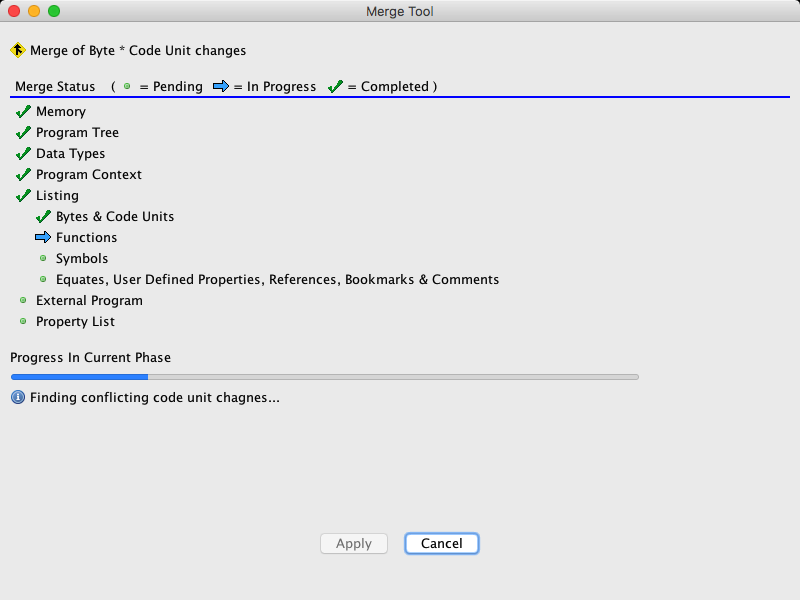 Merge Tool
Merge of Byte * Code Unit changes
Merge Status ( = Pending = In Progress = Completed )
Memory
Program Tree
Data Types
Program Context
Listing
Bytes & Code Units
Functions
Symbols
Equates, User Defined Properties, References, Bookmarks & Comments
External Program
Property List
Progress In Current Phase
Finding conflicting code unit chagnes...
Apply Cancel